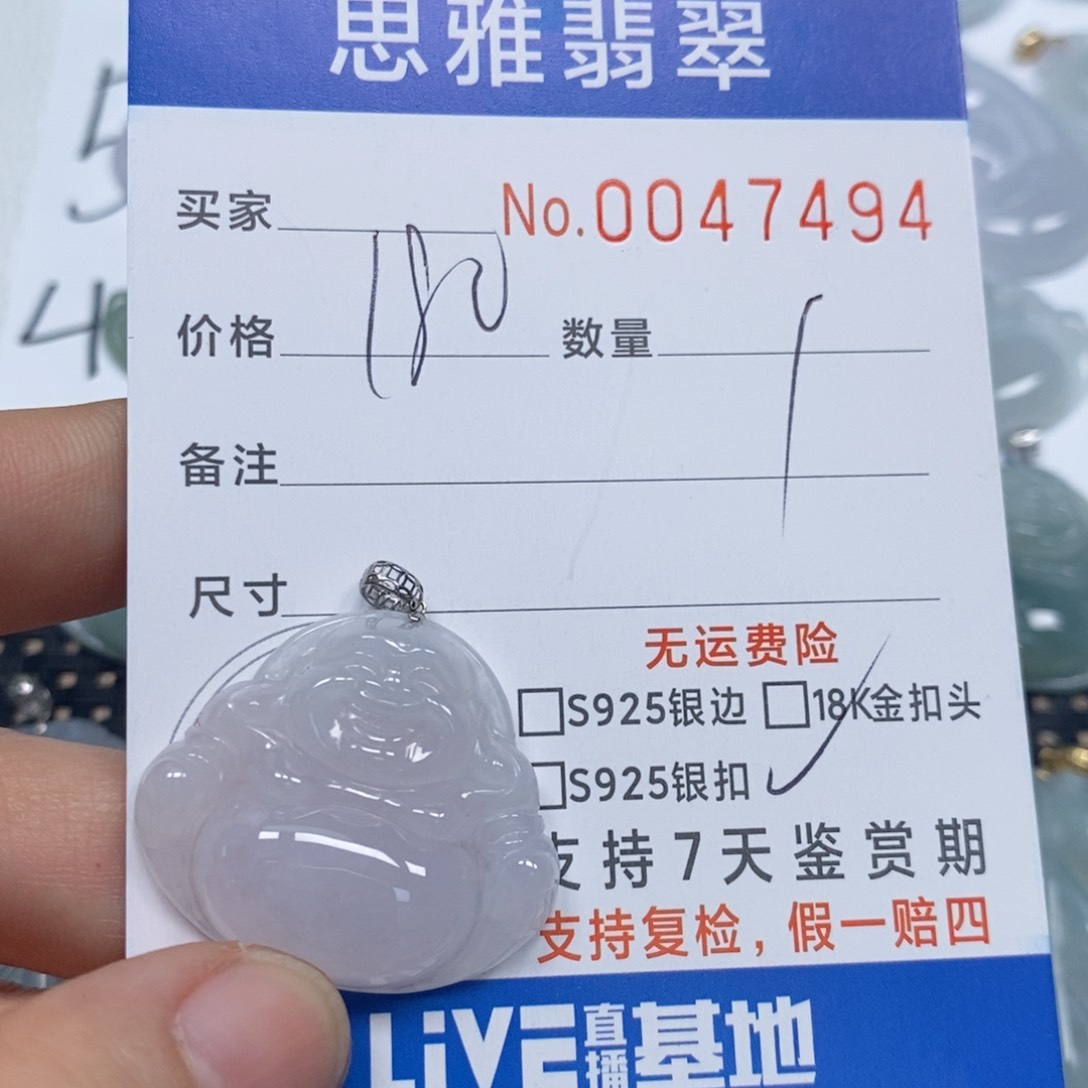 思雅翡翠
5
买家 No.0047494
价格 180 数量 1
4
备注
尺寸
无运费险
□S925银边 □18K金扣头
□S925银扣 ✓
支持7天鉴赏期
支持复检，假一赔四
LiVE直播基地